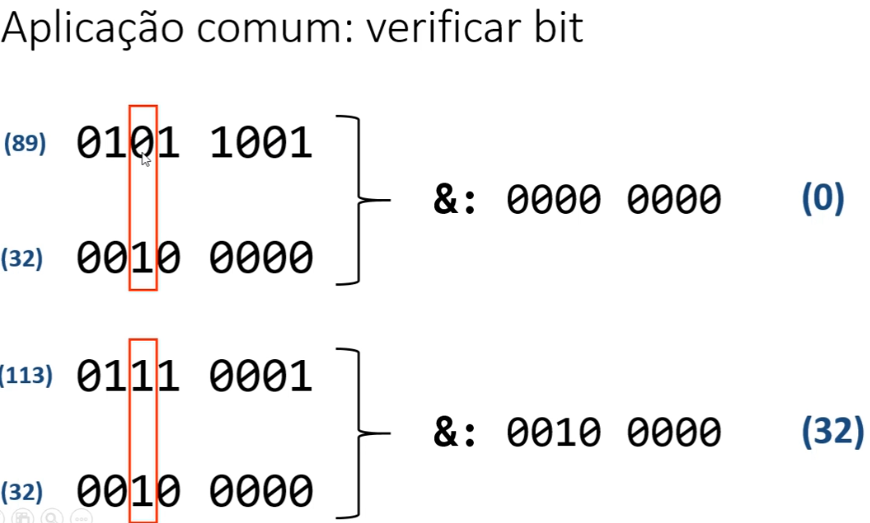 Aplicação comum: verificar bit
(89) 0101 1001
&: 0000 0000 (0)
(32) 0010 0000
(113) 0111 0001
&: 0010 0000 (32)
(32) 0010 0000